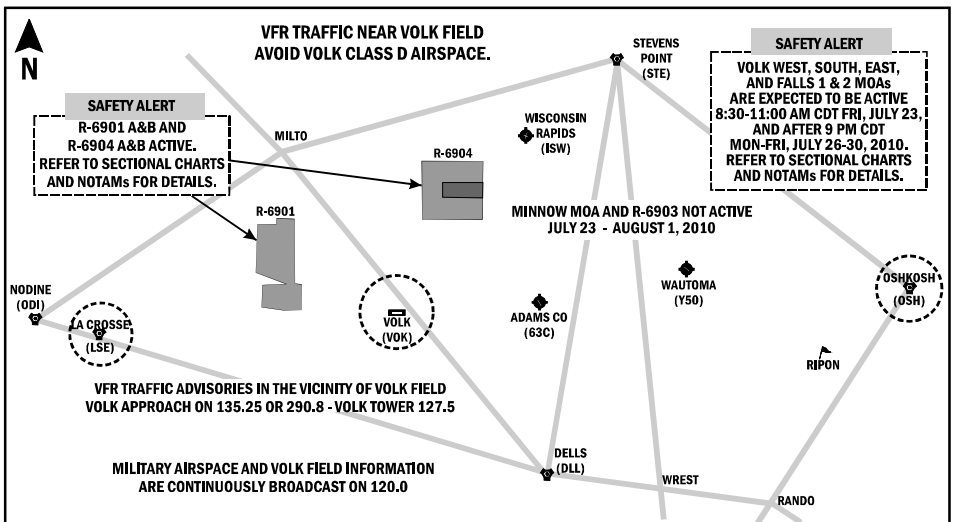 VFR TRAFFIC NEAR VOLK FIELD
AVOID VOLK CLASS D AIRSPACE.
N
STEVENS
POINT
(STE)
SAFETY ALERT
VOLK WEST, SOUTH, EAST,
AND FALLS 1 & 2 MOAs
ARE EXPECTED TO BE ACTIVE
8:30-11:00 AM CDT FRI, JULY 23,
AND AFTER 9 PM CDT
MON-FRI, JULY 26-30, 2010.
REFER TO SECTIONAL CHARTS
AND NOTAMs FOR DETAILS.
SAFETY ALERT
R-6901 A&B AND
R-6904 A&B ACTIVE.
REFER TO SECTIONAL CHARTS
AND NOTAMs FOR DETAILS.
MILTO
WISCONSIN
RAPIDS
(ISW)
R-6904
R-6901
MINNOW MOA AND R-6903 NOT ACTIVE
JULY 23 - AUGUST 1, 2010
NODINE
(ODI)
LA CROSSE
(LSE)
VOLK
(VOK)
ADAMS CO
(63C)
WAUTOMA
(Y50)
OSHKOSH
(OSH)
RIPON
VFR TRAFFIC ADVISORIES IN THE VICINITY OF VOLK FIELD
VOLK APPROACH ON 135.25 OR 290.8 - VOLK TOWER 127.5
MILITARY AIRSPACE AND VOLK FIELD INFORMATION
ARE CONTINUOUSLY BROADCAST ON 120.0
DELLS
(DLL)
WREST
RANDO